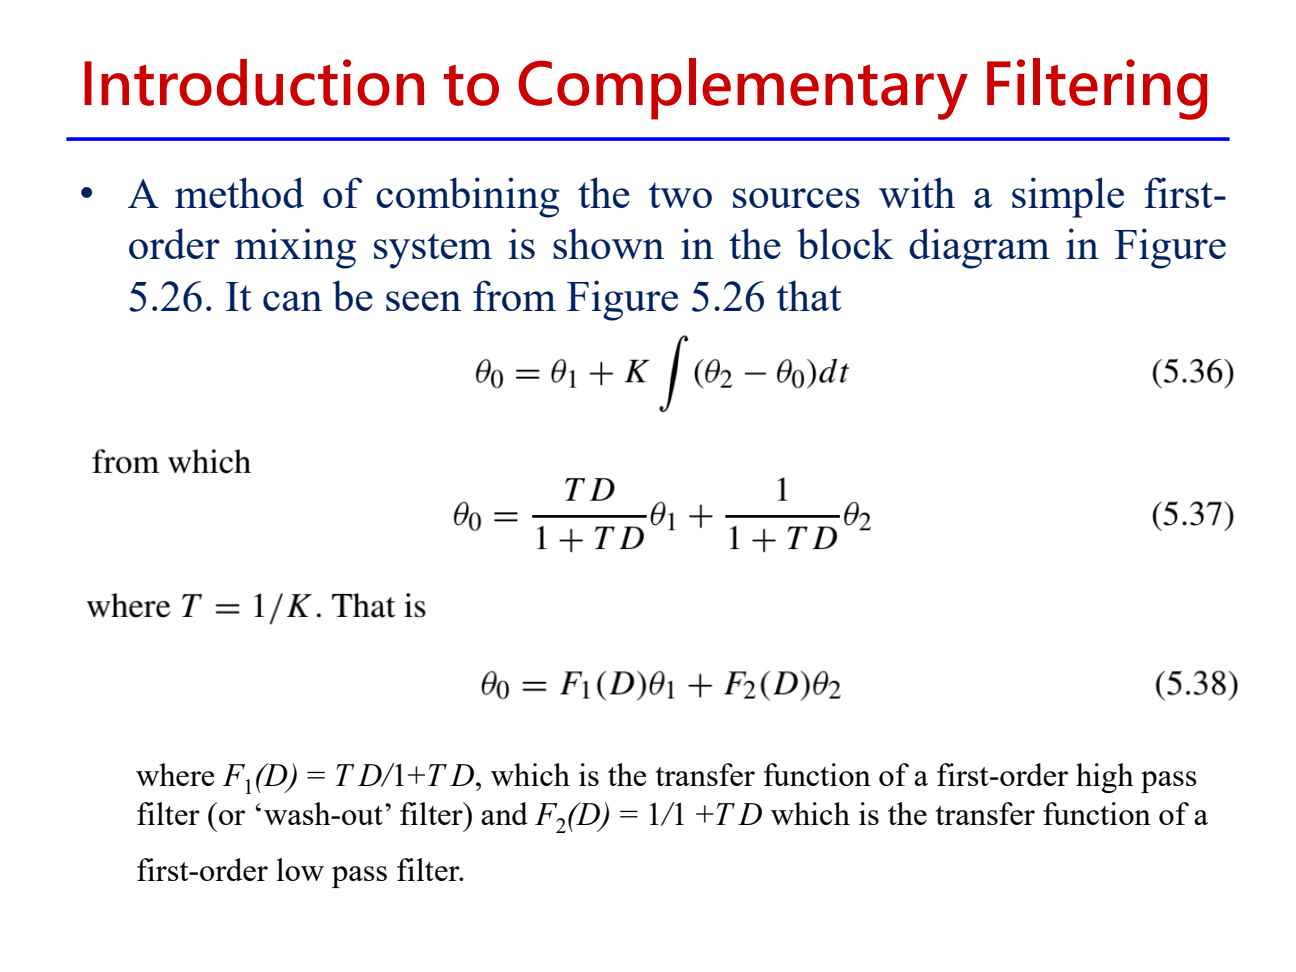 Introduction to Complementary Filtering
• A method of combining the two sources with a simple first-
order mixing system is shown in the block diagram in Figure
5.26. It can be seen from Figure 5.26 that
θ₀ = θ₁ + K ∫ (θ₂ − θ₀)dt (5.36)
from which
θ₀ = \frac{T D}{1 + T D} θ₁ + \frac{1}{1 + T D} θ₂ (5.37)
where T = 1/K. That is
θ₀ = F₁(D)θ₁ + F₂(D)θ₂ (5.38)
where F₁(D) = T D/1+T D, which is the transfer function of a first-order high pass
filter (or ‘wash-out’ filter) and F₂(D) = 1/1 +T D which is the transfer function of a
first-order low pass filter.